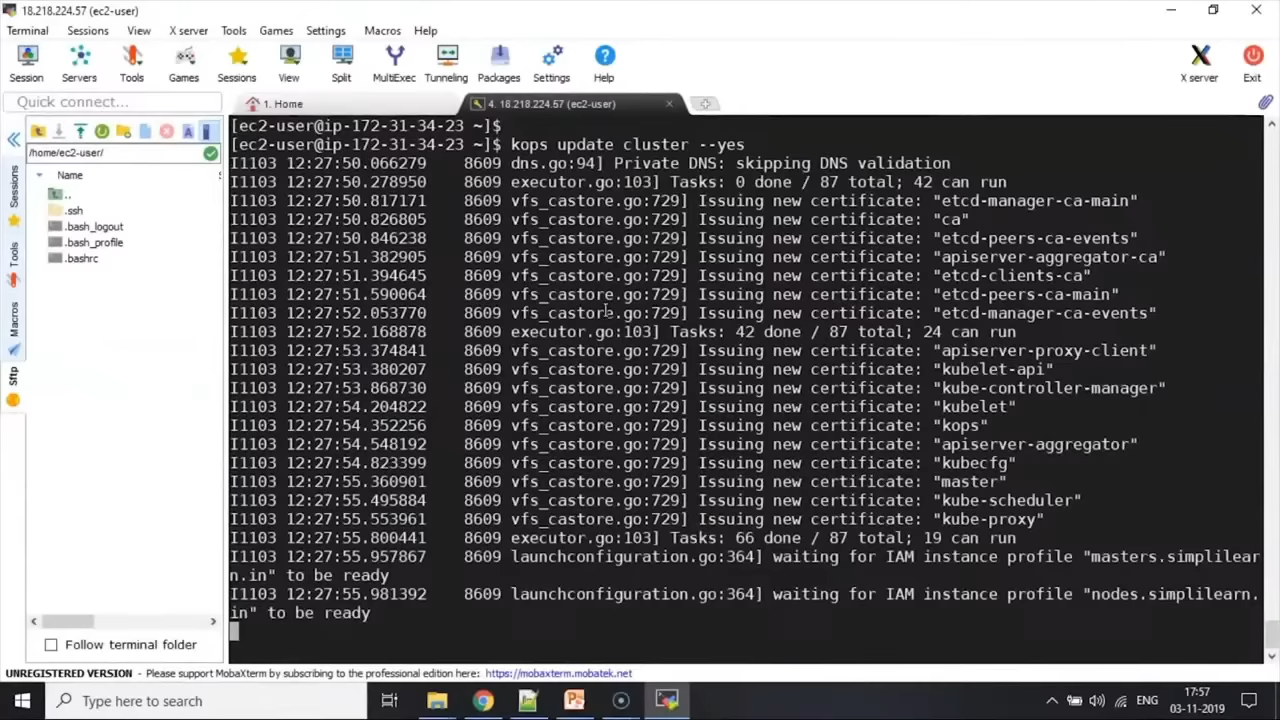 18.218.224.57 (ec2-user)
Terminal Sessions View X server Tools Games Settings Macros Help
Session Servers Tools Games Sessions View Split MultiExec Tunneling Packages Settings Help X server Exit
Quick connect...
1. Home
4. 18.218.224.57 (ec2-user)
/home/ec2-user/
Name
..
.ssh
.bash_logout
.bash_profile
.bashrc
Sessions
Tools
Macros
Sftp
[ec2-user@ip-172-31-34-23 ~]$
[ec2-user@ip-172-31-34-23 ~]$ kops update cluster --yes
I1103 12:27:50.066279 8609 dns.go:94] Private DNS: skipping DNS validation
I1103 12:27:50.278950 8609 executor.go:103] Tasks: 0 done / 87 total; 42 can run
I1103 12:27:50.817171 8609 vfs_castore.go:729] Issuing new certificate: "etcd-manager-ca-main"
I1103 12:27:50.826805 8609 vfs_castore.go:729] Issuing new certificate: "ca"
I1103 12:27:50.846238 8609 vfs_castore.go:729] Issuing new certificate: "etcd-peers-ca-events"
I1103 12:27:51.382905 8609 vfs_castore.go:729] Issuing new certificate: "apiserver-aggregator-ca"
I1103 12:27:51.394645 8609 vfs_castore.go:729] Issuing new certificate: "etcd-clients-ca"
I1103 12:27:51.590064 8609 vfs_castore.go:729] Issuing new certificate: "etcd-peers-ca-main"
I1103 12:27:52.053770 8609 vfs_castore.go:729] Issuing new certificate: "etcd-manager-ca-events"
I1103 12:27:52.168878 8609 executor.go:103] Tasks: 42 done / 87 total; 24 can run
I1103 12:27:53.374841 8609 vfs_castore.go:729] Issuing new certificate: "apiserver-proxy-client"
I1103 12:27:53.380207 8609 vfs_castore.go:729] Issuing new certificate: "kubelet-api"
I1103 12:27:53.868730 8609 vfs_castore.go:729] Issuing new certificate: "kube-controller-manager"
I1103 12:27:54.204822 8609 vfs_castore.go:729] Issuing new certificate: "kubelet"
I1103 12:27:54.352256 8609 vfs_castore.go:729] Issuing new certificate: "kops"
I1103 12:27:54.548192 8609 vfs_castore.go:729] Issuing new certificate: "apiserver-aggregator"
I1103 12:27:54.823399 8609 vfs_castore.go:729] Issuing new certificate: "kubecfg"
I1103 12:27:55.360901 8609 vfs_castore.go:729] Issuing new certificate: "master"
I1103 12:27:55.495884 8609 vfs_castore.go:729] Issuing new certificate: "kube-scheduler"
I1103 12:27:55.553961 8609 vfs_castore.go:729] Issuing new certificate: "kube-proxy"
I1103 12:27:55.800441 8609 executor.go:103] Tasks: 66 done / 87 total; 19 can run
I1103 12:27:55.957867 8609 launchconfiguration.go:364] waiting for IAM instance profile "masters.simplilear
n.in" to be ready
I1103 12:27:55.981392 8609 launchconfiguration.go:364] waiting for IAM instance profile "nodes.simplilearn.
in" to be ready
Follow terminal folder
UNREGISTERED VERSION - Please support MobaXterm by subscribing to the professional edition here: https://mobaxterm.mobatek.net
Type here to search
ENG
17:57
03-11-2019